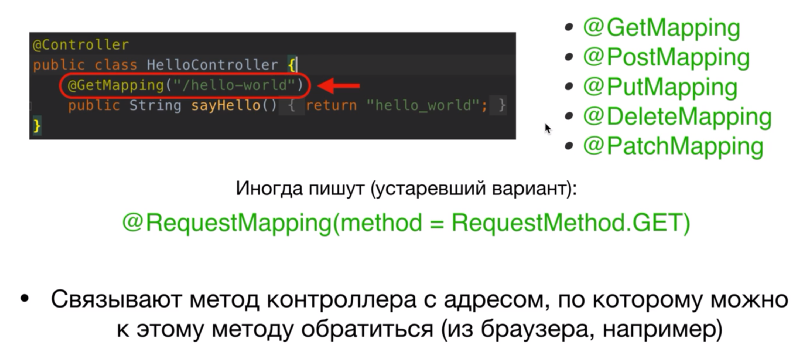 @Controller
public class HelloController {
@GetMapping("/hello-world")
public String sayHello() { return "hello_world"; }
}
• @GetMapping
• @PostMapping
• @PutMapping
• @DeleteMapping
• @PatchMapping
Иногда пишут (устаревший вариант):
@RequestMapping(method = RequestMethod.GET)
• Связывают метод контроллера с адресом, по которому можно
к этому методу обратиться (из браузера, например)